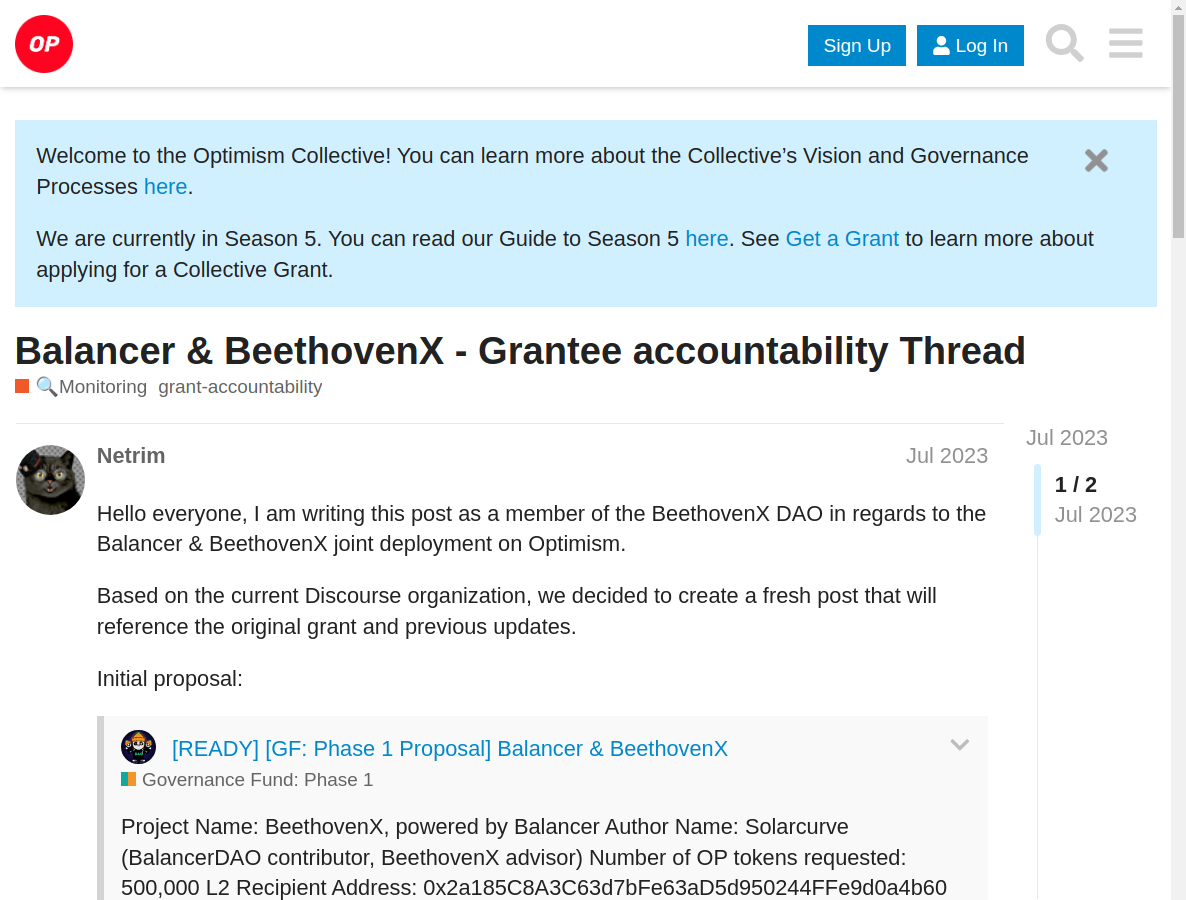 OP
Sign Up
Log In
Welcome to the Optimism Collective! You can learn more about the Collective’s Vision and Governance
Processes here.
We are currently in Season 5. You can read our Guide to Season 5 here. See Get a Grant to learn more about
applying for a Collective Grant.
Balancer & BeethovenX - Grantee accountability Thread
Monitoring grant-accountability
Netrim
Jul 2023
Hello everyone, I am writing this post as a member of the BeethovenX DAO in regards to the
Balancer & BeethovenX joint deployment on Optimism.
Based on the current Discourse organization, we decided to create a fresh post that will
reference the original grant and previous updates.
Initial proposal:
[READY] [GF: Phase 1 Proposal] Balancer & BeethovenX
Governance Fund: Phase 1
Project Name: BeethovenX, powered by Balancer Author Name: Solarcurve
(BalancerDAO contributor, BeethovenX advisor) Number of OP tokens requested:
500,000 L2 Recipient Address: 0x2a185C8A3C63d7bFe63aD5d950244FFe9d0a4b60
Jul 2023
1 / 2
Jul 2023